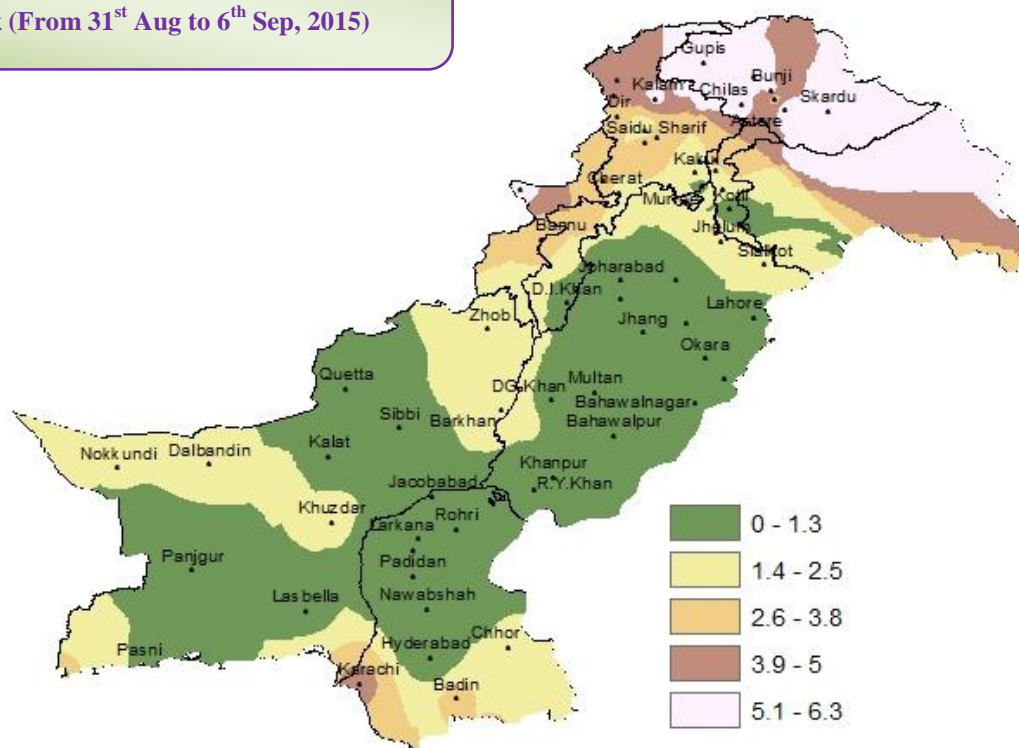 (From 31st Aug to 6th Sep, 2015)
Gupis
Bunji
Kalam
Chilas
Skardu
Dir
Astore
Saidu Sharif
Kakul
Cherat
Murree
Kotli
Bannu
Jhelum
Sialkot
Joharabad
D.I.Khan
Lahore
Zhob
Jhang
Okara
Quetta
DG.Khan
Multan
Bahawalnagar
Sibbi
Barkhan
Bahawalpur
Kalat
Nokkundi
Dalbandin
Khanpur
Jacobabad
R.Y.Khan
Khuzdar
Rohri
Larkana
Panjgur
Padidan
Lasbella
Nawabshah
Chhor
Hyderabad
Pasni
Karachi
Badin
0 - 1.3
1.4 - 2.5
2.6 - 3.8
3.9 - 5
5.1 - 6.3